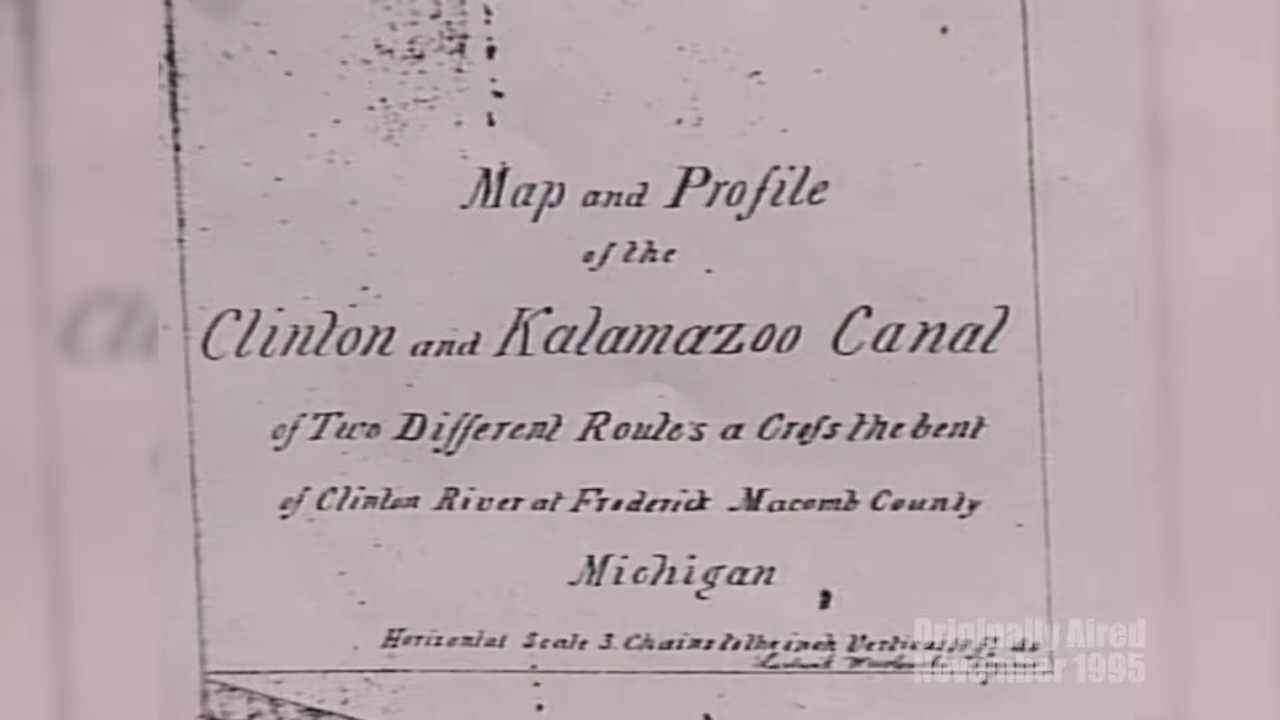 Map and Profile
of the
Clinton and Kalamazoo Canal
of Two Different Routes a Cross the bent
of Clinton River at Frederick Macomb County
Michigan
Horizontal Scale 3 Chains to the inch Vertical
Originally Aired
November 1995